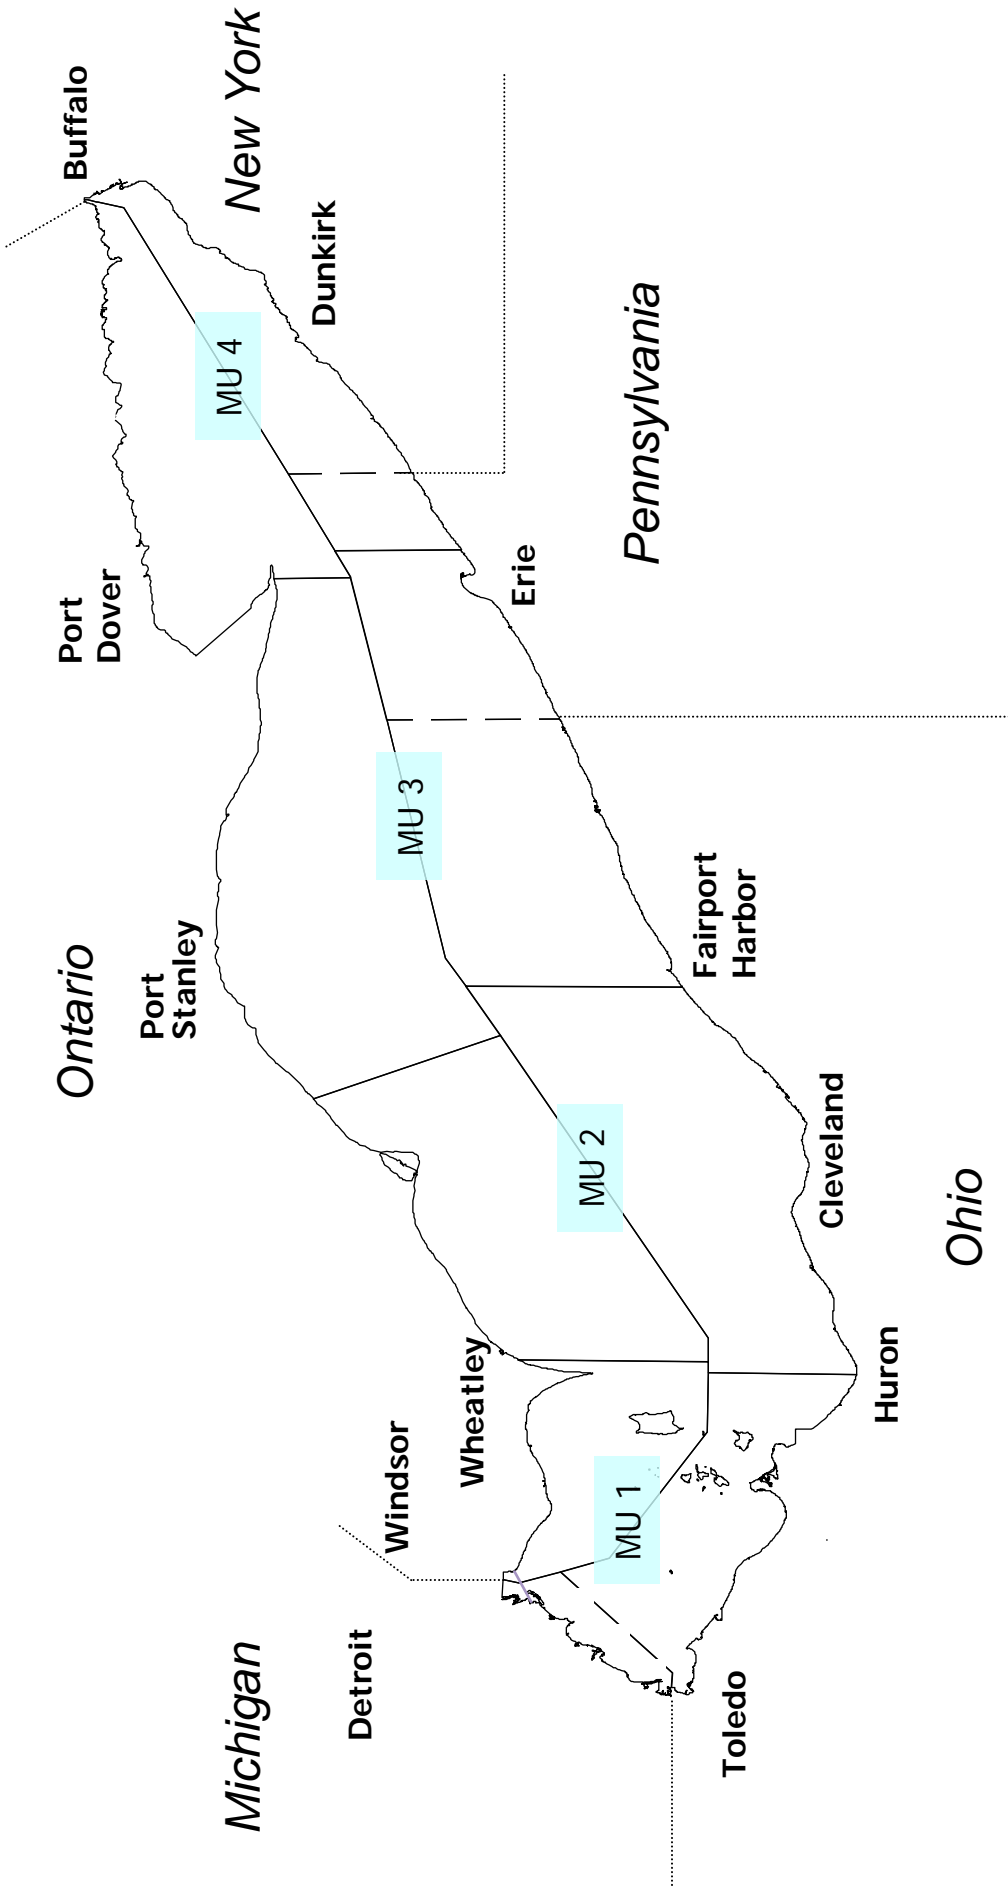 Michigan
Ontario
New York
Pennsylvania
Ohio
Detroit
Windsor
Wheatley
Port
Stanley
Port
Dover
Buffalo
Dunkirk
Erie
Fairport
Harbor
Cleveland
Huron
Toledo
MU 1
MU 2
MU 3
MU 4